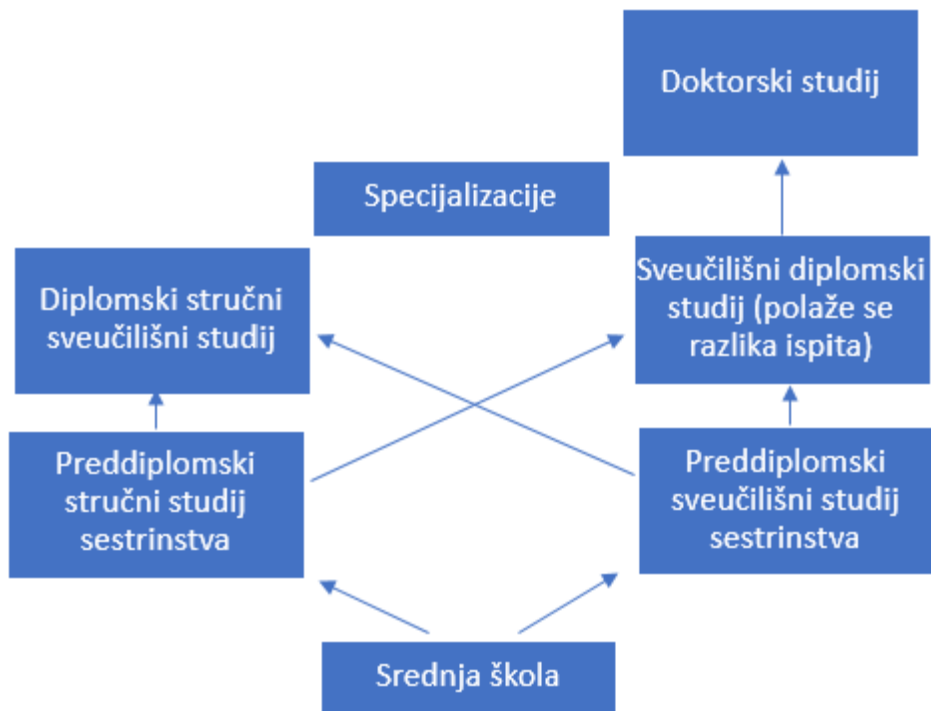 Doktorski studij
Specijalizacije
Diplomski stručni
sveučilišni studij
Sveučilišni diplomski
studij (polaže se
razlika ispita)
Preddiplomski
stručni studij
sestrinstva
Preddiplomski
sveučilišni studij
sestrinstva
Srednja škola